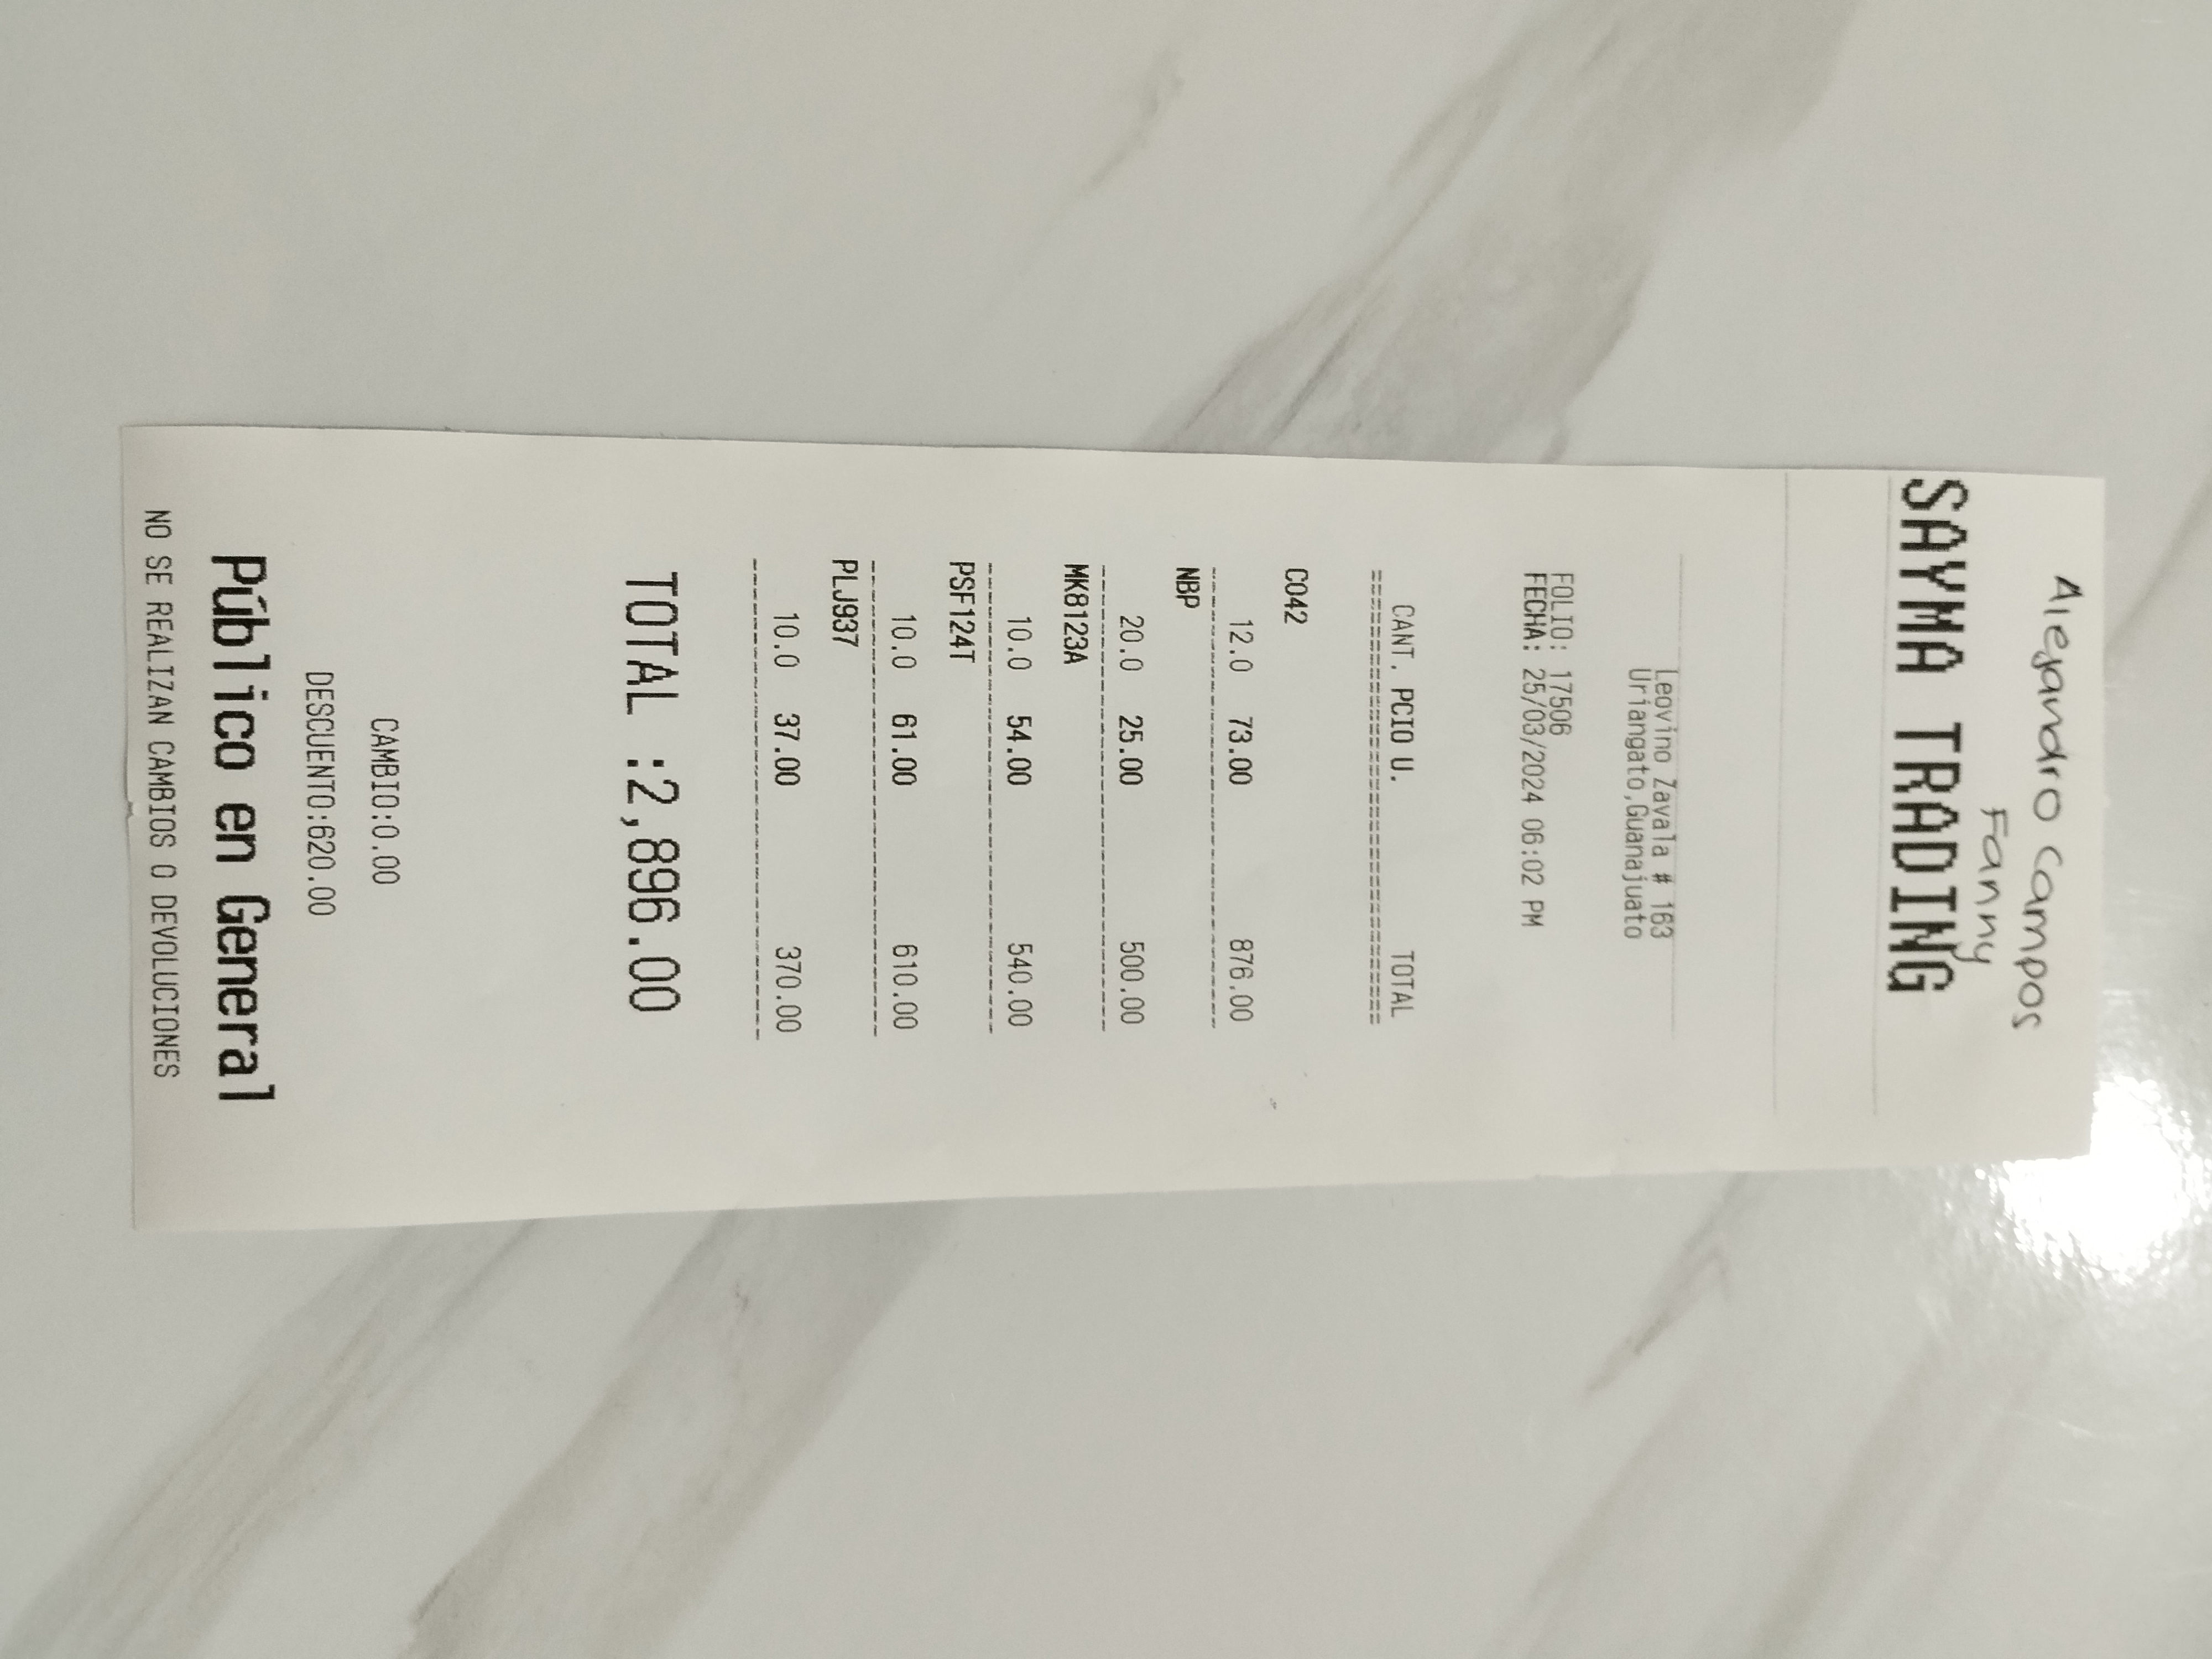 Alejandro Campos
Fanny
SAYMA TRADING
Leovino Zavala # 163
Uriangato,Guanajuato
FOLIO: 17506
FECHA: 25/03/2024 06:02 PM
CANT. PCIO U. TOTAL
==============================
CO42
12.0 73.00 876.00
------------------------------
NBP
20.0 25.00 500.00
------------------------------
MK8123A
10.0 54.00 540.00
------------------------------
PSF124T
10.0 61.00 610.00
------------------------------
PLJ937
10.0 37.00 370.00
------------------------------
TOTAL :2,896.00
CAMBIO:0.00
DESCUENTO:620.00
Público en General
NO SE REALIZAN CAMBIOS O DEVOLUCIONES